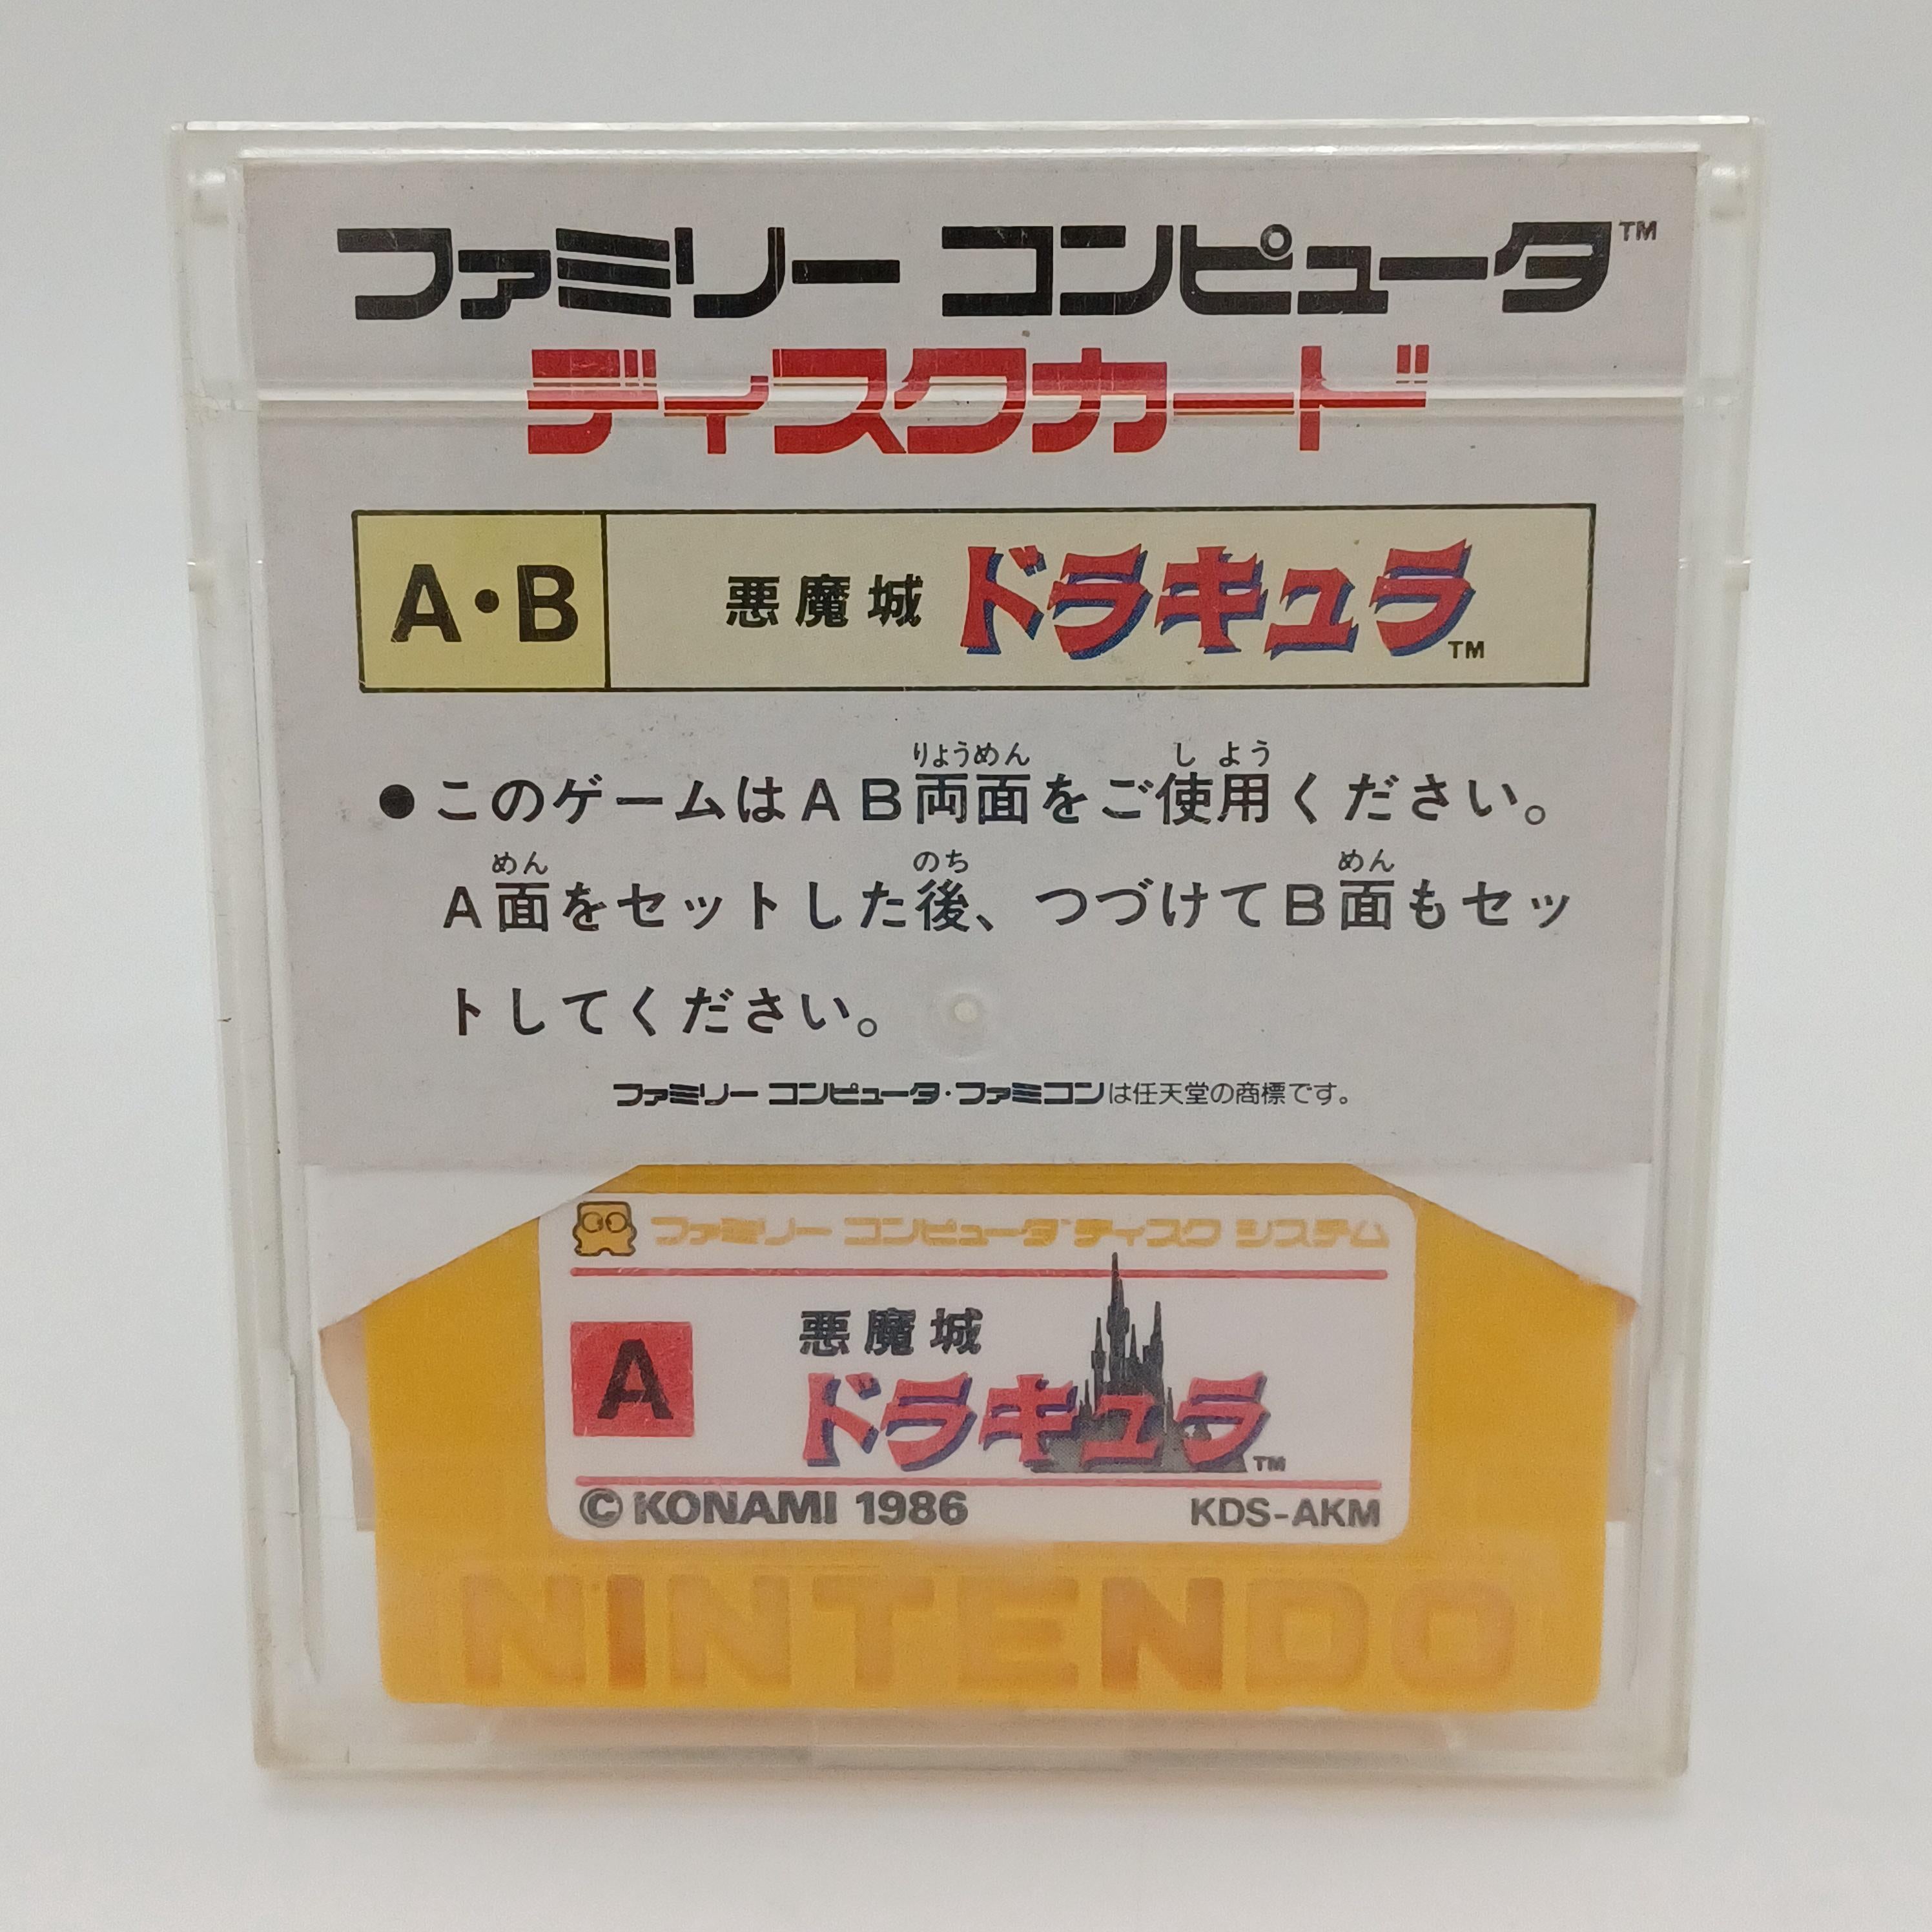 ファミリー コンピュータ™
ディスクカード
A・B 悪魔城 ドラキュラ™
りょうめん し よう
●このゲームはAB両面をご使用ください。
めん のち めん
A面をセットした後、つづけてB面もセッ
トしてください。
ファミリー コンピュータ・ファミコンは任天堂の商標です。
ファミリー コンピュータ™ディスク システム
A
悪魔城
ドラキュラ™
©KONAMI 1986 KDS-AKM
NINTENDO